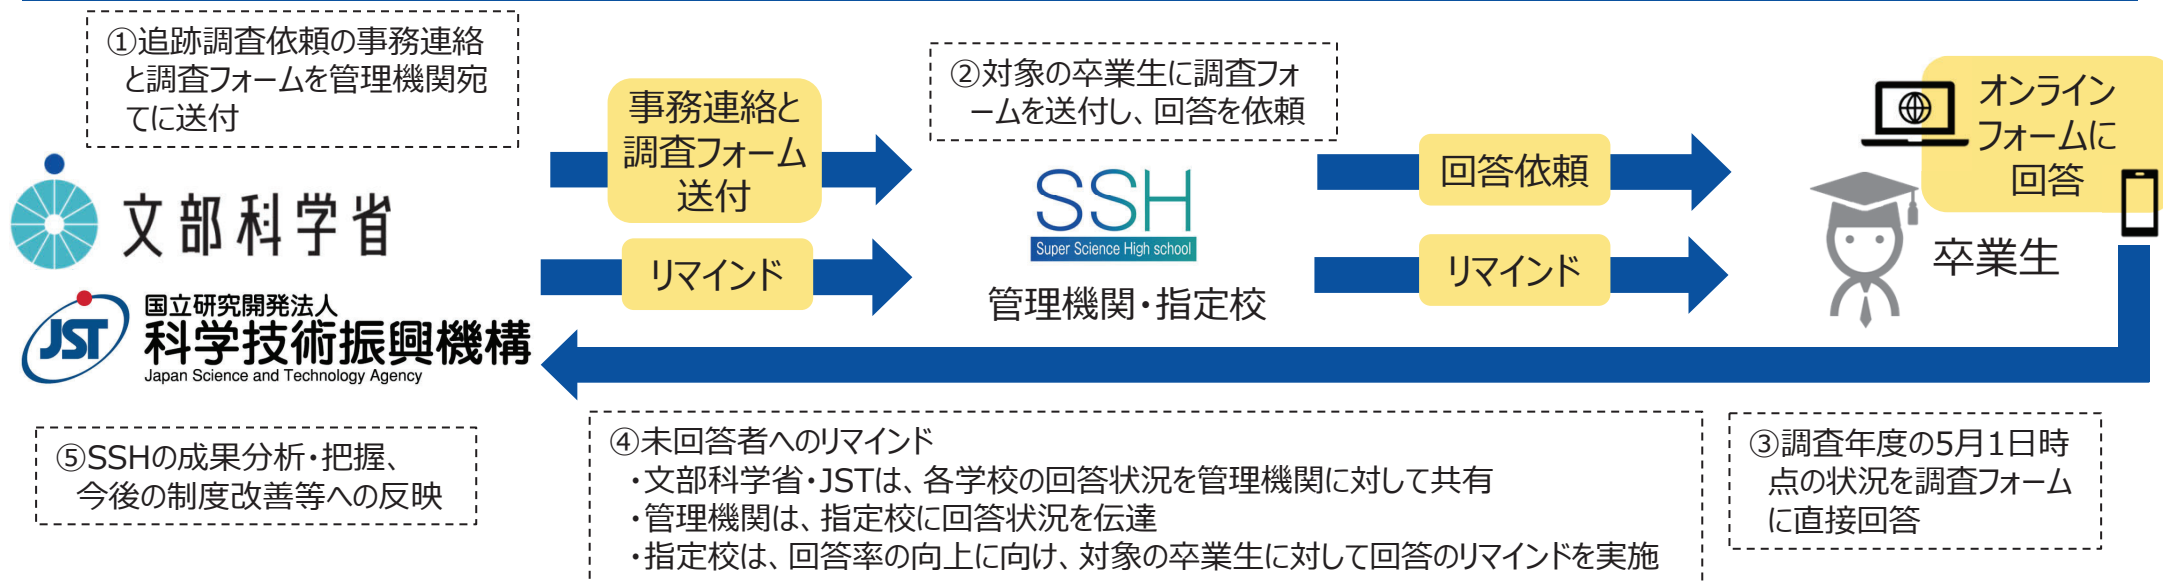 ①追跡調査依頼の事務連絡
と調査フォームを管理機関宛
てに送付
事務連絡と
調査フォーム
送付
②対象の卒業生に調査フォ
ームを送付し、回答を依頼
回答依頼
オンライン
フォームに
回答
文部科学省
リマインド
SSH
Super Science High school
管理機関・指定校
リマインド
卒業生
JST
国立研究開発法人
科学技術振興機構
Japan Science and Technology Agency
⑤SSHの成果分析・把握、
今後の制度改善等への反映
④未回答者へのリマインド
・文部科学省・JSTは、各学校の回答状況を管理機関に対して共有
・管理機関は、指定校に回答状況を伝達
・指定校は、回答率の向上に向け、対象の卒業生に対して回答のリマインドを実施
③調査年度の5月1日時
点の状況を調査フォーム
に直接回答